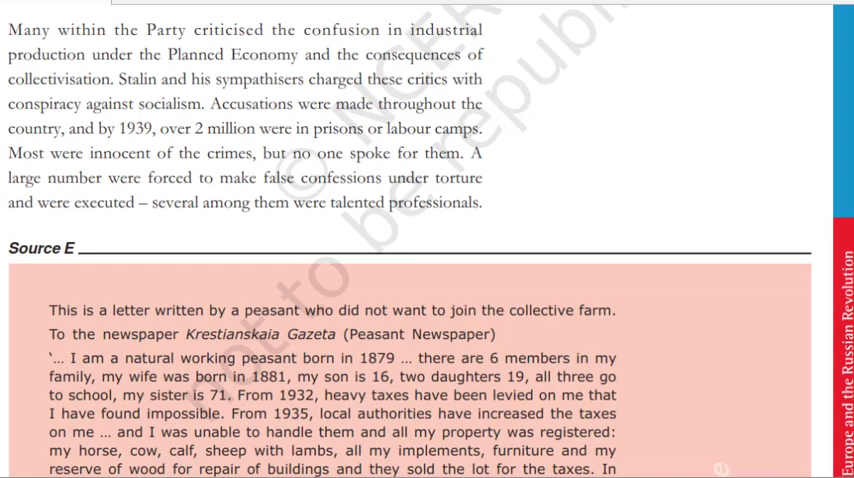 Many within the Party criticised the confusion in industrial
production under the Planned Economy and the consequences of
collectivisation. Stalin and his sympathisers charged these critics with
conspiracy against socialism. Accusations were made throughout the
country, and by 1939, over 2 million were in prisons or labour camps.
Most were innocent of the crimes, but no one spoke for them. A
large number were forced to make false confessions under torture
and were executed – several among them were talented professionals.
Source E
This is a letter written by a peasant who did not want to join the collective farm.
To the newspaper Krestianskaia Gazeta (Peasant Newspaper)
‘… I am a natural working peasant born in 1879 … there are 6 members in my
family, my wife was born in 1881, my son is 16, two daughters 19, all three go
to school, my sister is 71. From 1932, heavy taxes have been levied on me that
I have found impossible. From 1935, local authorities have increased the taxes
on me … and I was unable to handle them and all my property was registered:
my horse, cow, calf, sheep with lambs, all my implements, furniture and my
reserve of wood for repair of buildings and they sold the lot for the taxes. In
Europe and the Russian Revolution
© NCER
not to be republi